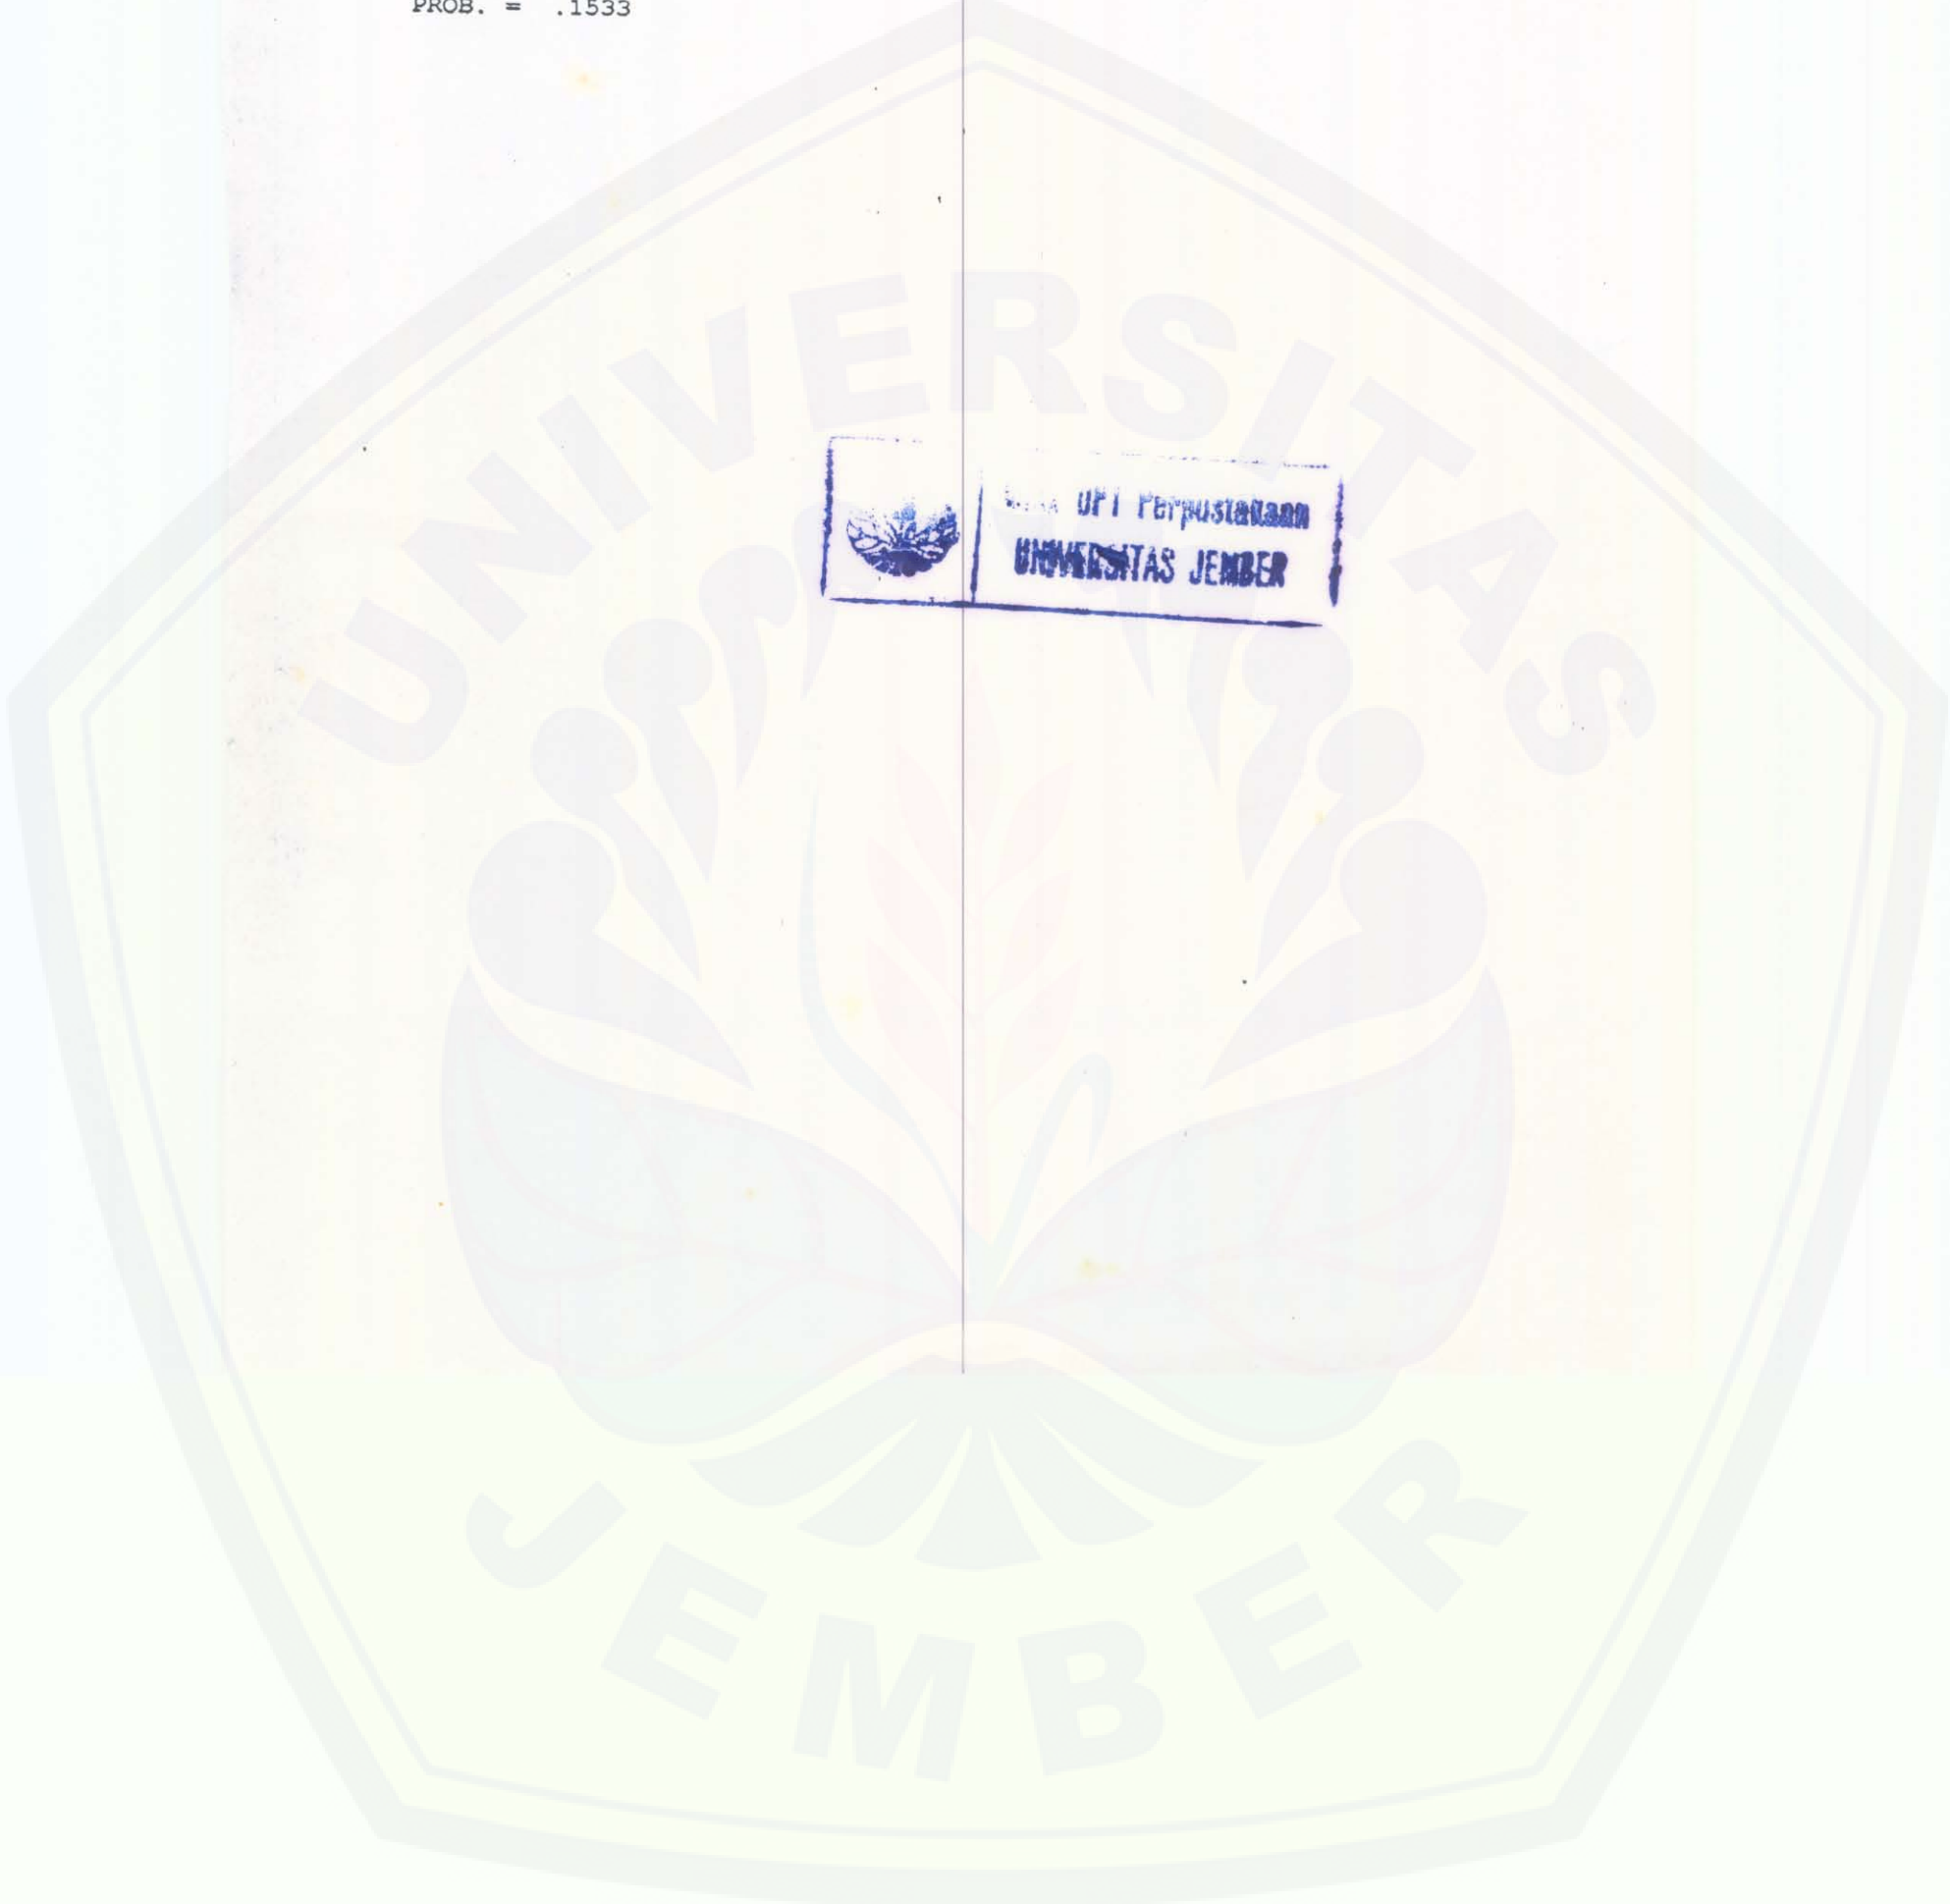 PROB. = .1533
UNIVERSITAS
UPT Perpustakaan
UNIVERSITAS JEMBER
JEMBER